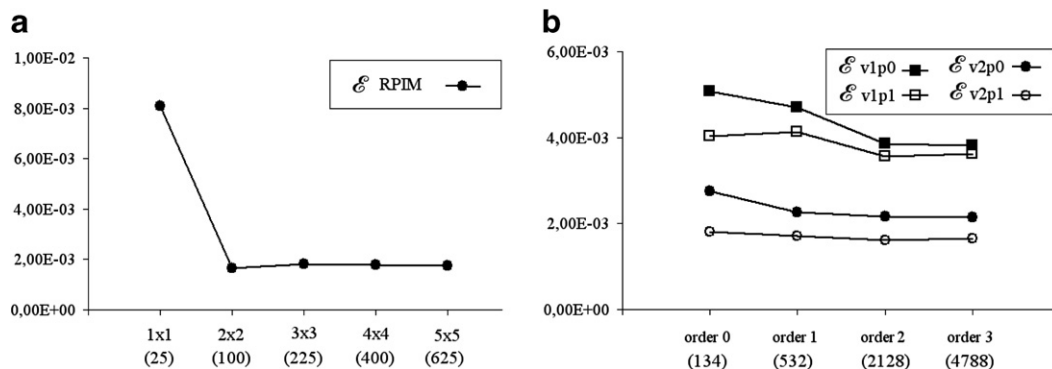 a
1,00E-02
8,00E-03
6,00E-03
4,00E-03
2,00E-03
0,00E+00
ℰ RPIM
1x1 2x2 3x3 4x4 5x5
(25) (100) (225) (400) (625)
b
6,00E-03
4,00E-03
2,00E-03
0,00E+00
ℰ v1p0 ℰ v2p0
ℰ v1p1 ℰ v2p1
order 0 order 1 order 2 order 3
(134) (532) (2128) (4788)